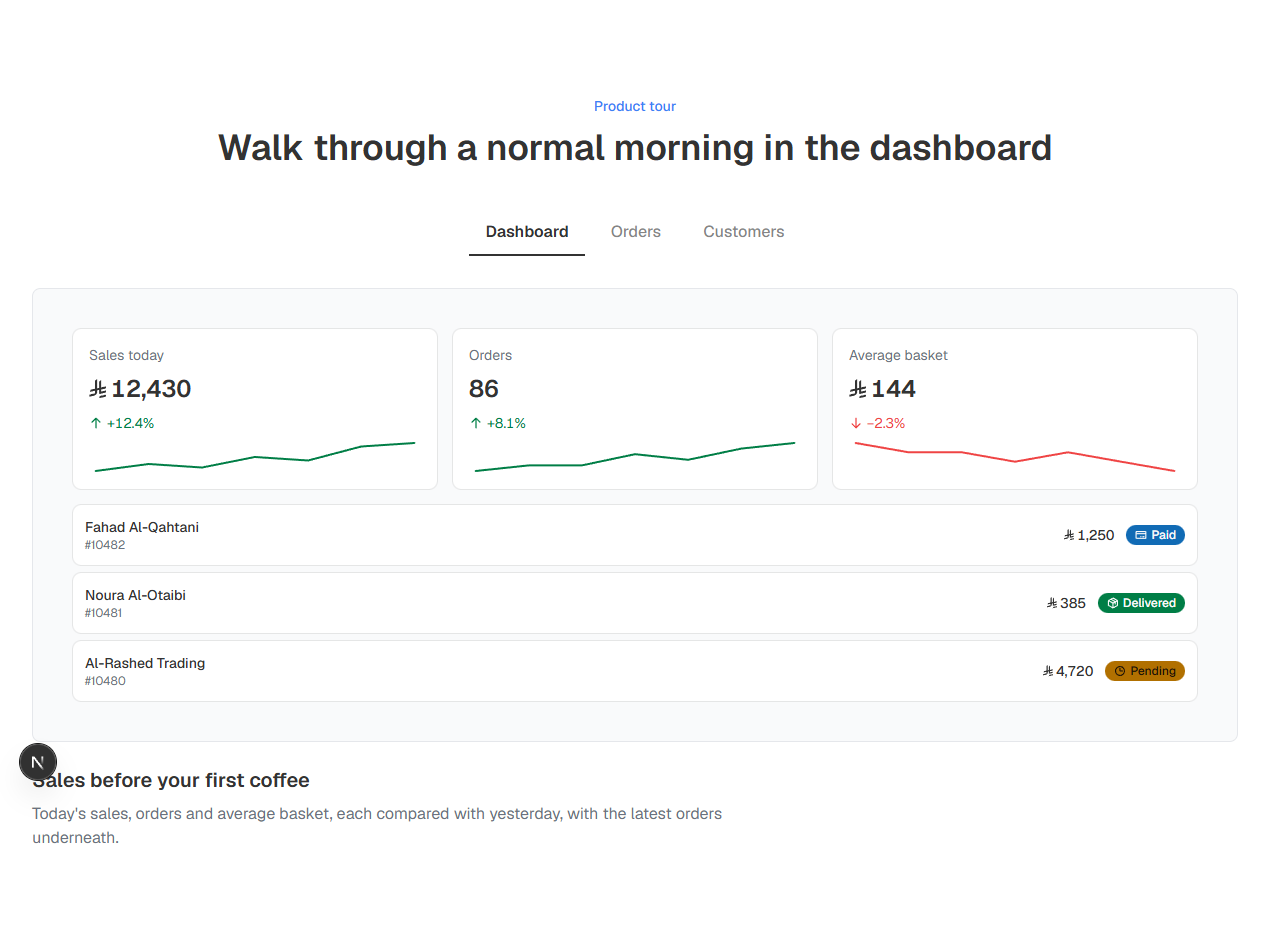 Product tour
Walk through a normal morning in the dashboard
Dashboard
Orders
Customers
Sales today
⃁ 12,430
↑ +12.4%
Orders
86
↑ +8.1%
Average basket
⃁ 144
↓ −2.3%
Fahad Al-Qahtani
#10482
⃁ 1,250
Paid
Noura Al-Otaibi
#10481
⃁ 385
Delivered
Al-Rashed Trading
#10480
⃁ 4,720
Pending
N
Sales before your first coffee
Today's sales, orders and average basket, each compared with yesterday, with the latest orders
underneath.